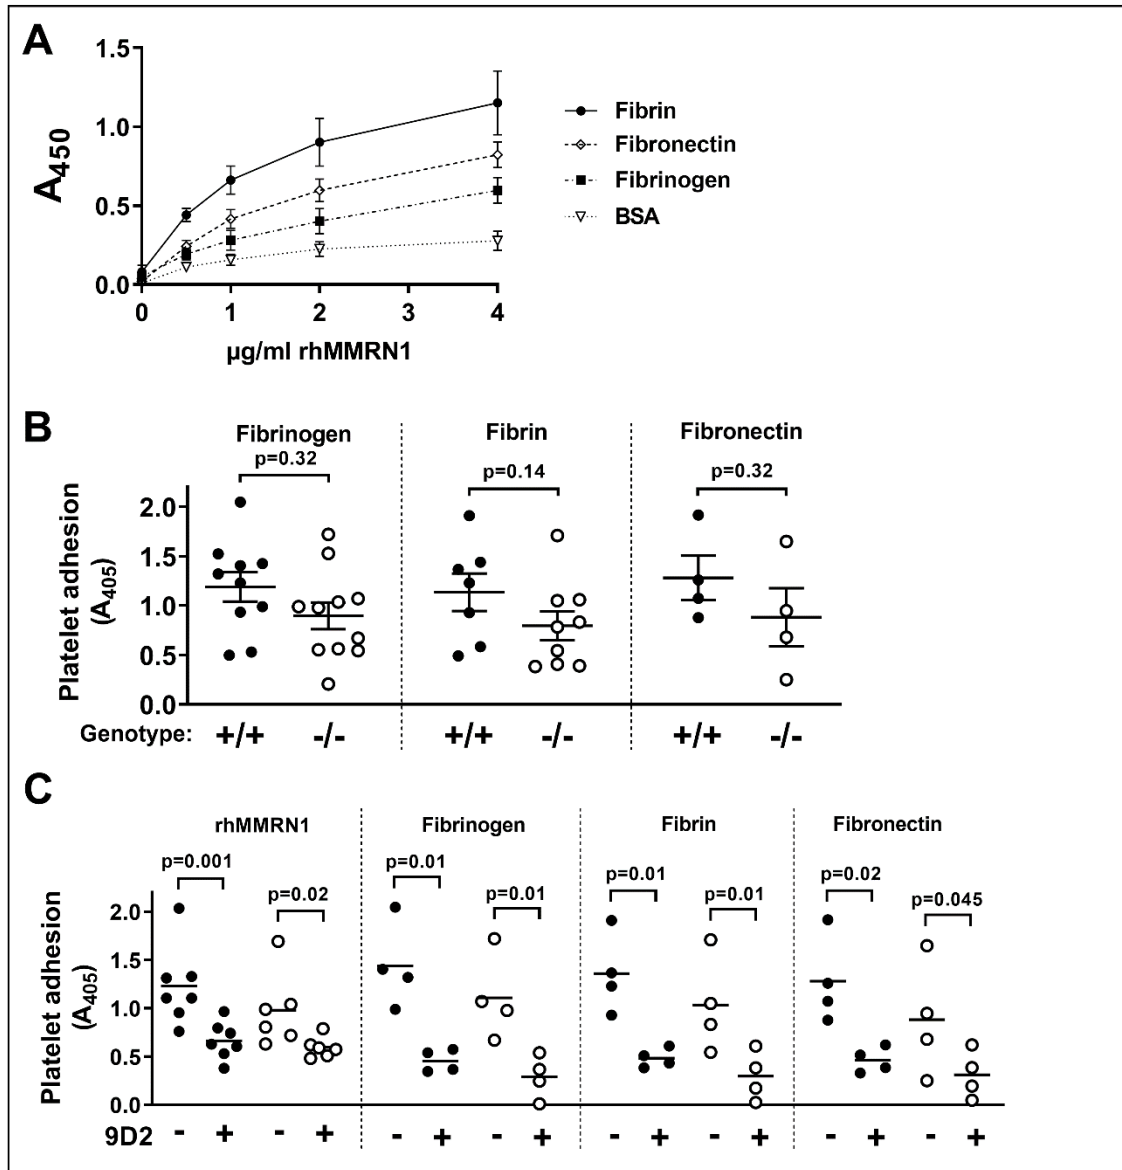 A
1.5
1.0
0.5
0.0
A450
0 1 2 3 4
µg/ml rhMMRN1
Fibrin
Fibronectin
Fibrinogen
BSA
B
Fibrinogen Fibrin Fibronectin
p=0.32 p=0.14 p=0.32
2.0
1.5
1.0
0.5
0.0
Platelet adhesion
(A405)
Genotype: +/+ -/- +/+ -/- +/+ -/-
C
rhMMRN1 Fibrinogen Fibrin Fibronectin
p=0.001 p=0.02 p=0.01 p=0.01 p=0.01 p=0.01 p=0.02 p=0.045
2.0
1.5
1.0
0.5
0.0
Platelet adhesion
(A405)
9D2 - + - + - + - + - + - + - + - +